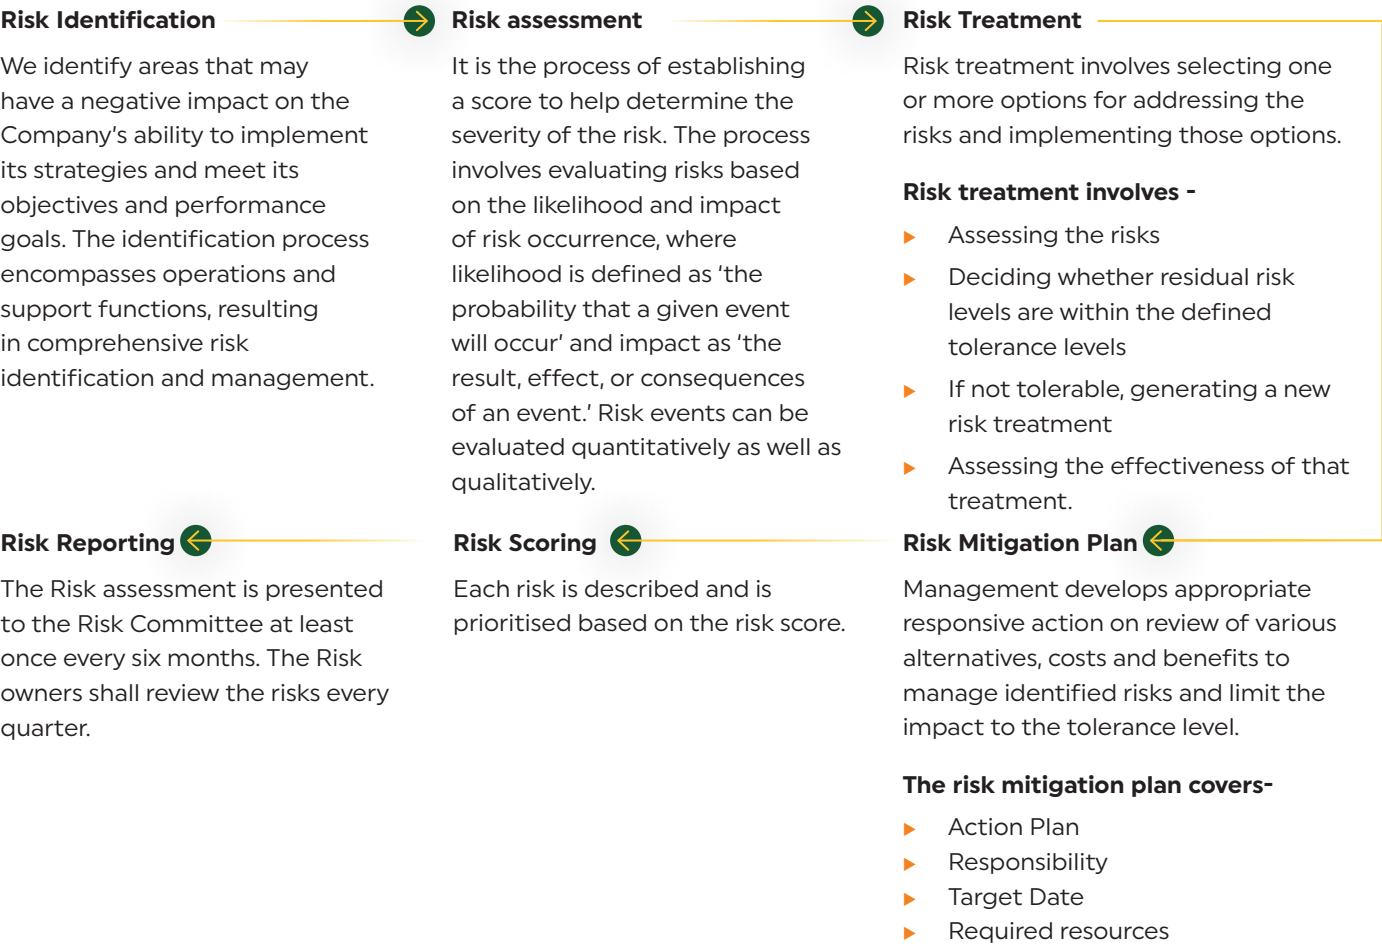 Risk Identification
We identify areas that may
have a negative impact on the
Company’s ability to implement
its strategies and meet its
objectives and performance
goals. The identification process
encompasses operations and
support functions, resulting
in comprehensive risk
identification and management.
Risk assessment
It is the process of establishing
a score to help determine the
severity of the risk. The process
involves evaluating risks based
on the likelihood and impact
of risk occurrence, where
likelihood is defined as ‘the
probability that a given event
will occur’ and impact as ‘the
result, effect, or consequences
of an event.’ Risk events can be
evaluated quantitatively as well as
qualitatively.
Risk Treatment
Risk treatment involves selecting one
or more options for addressing the
risks and implementing those options.
Risk treatment involves -
Assessing the risks
Deciding whether residual risk
levels are within the defined
tolerance levels
If not tolerable, generating a new
risk treatment
Assessing the effectiveness of that
treatment.
Risk Mitigation Plan
Management develops appropriate
responsive action on review of various
alternatives, costs and benefits to
manage identified risks and limit the
impact to the tolerance level.
The risk mitigation plan covers-
Action Plan
Responsibility
Target Date
Required resources
Risk Scoring
Each risk is described and is
prioritised based on the risk score.
Risk Reporting
The Risk assessment is presented
to the Risk Committee at least
once every six months. The Risk
owners shall review the risks every
quarter.